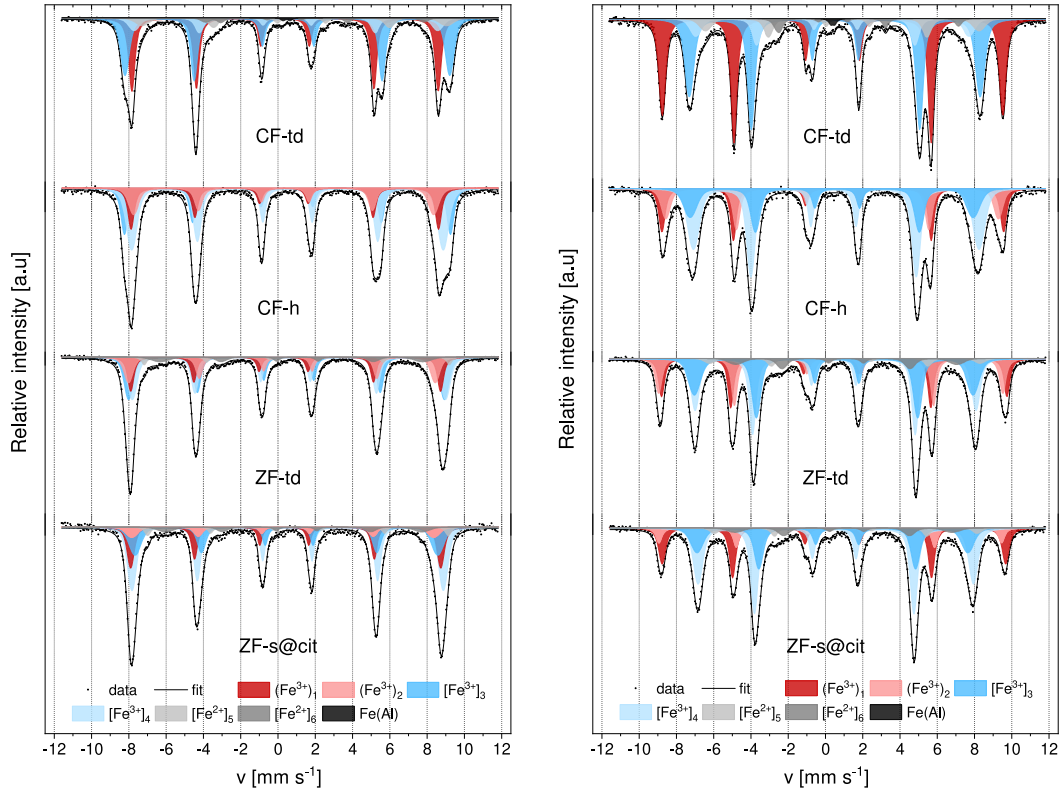 Relative intensity [a.u]
CF-td
CF-h
ZF-td
ZF-s@cit
data fit (Fe³⁺)₁ (Fe³⁺)₂ [Fe³⁺]₃
[Fe³⁺]₄ [Fe²⁺]₅ [Fe²⁺]₆ Fe(Al)
-12 -10 -8 -6 -4 -2 0 2 4 6 8 10 12
v [mm s⁻¹]
Relative intensity [a.u]
CF-td
CF-h
ZF-td
ZF-s@cit
data fit (Fe³⁺)₁ (Fe³⁺)₂ [Fe³⁺]₃
[Fe³⁺]₄ [Fe²⁺]₅ [Fe²⁺]₆ Fe(Al)
-12 -10 -8 -6 -4 -2 0 2 4 6 8 10 12
v [mm s⁻¹]